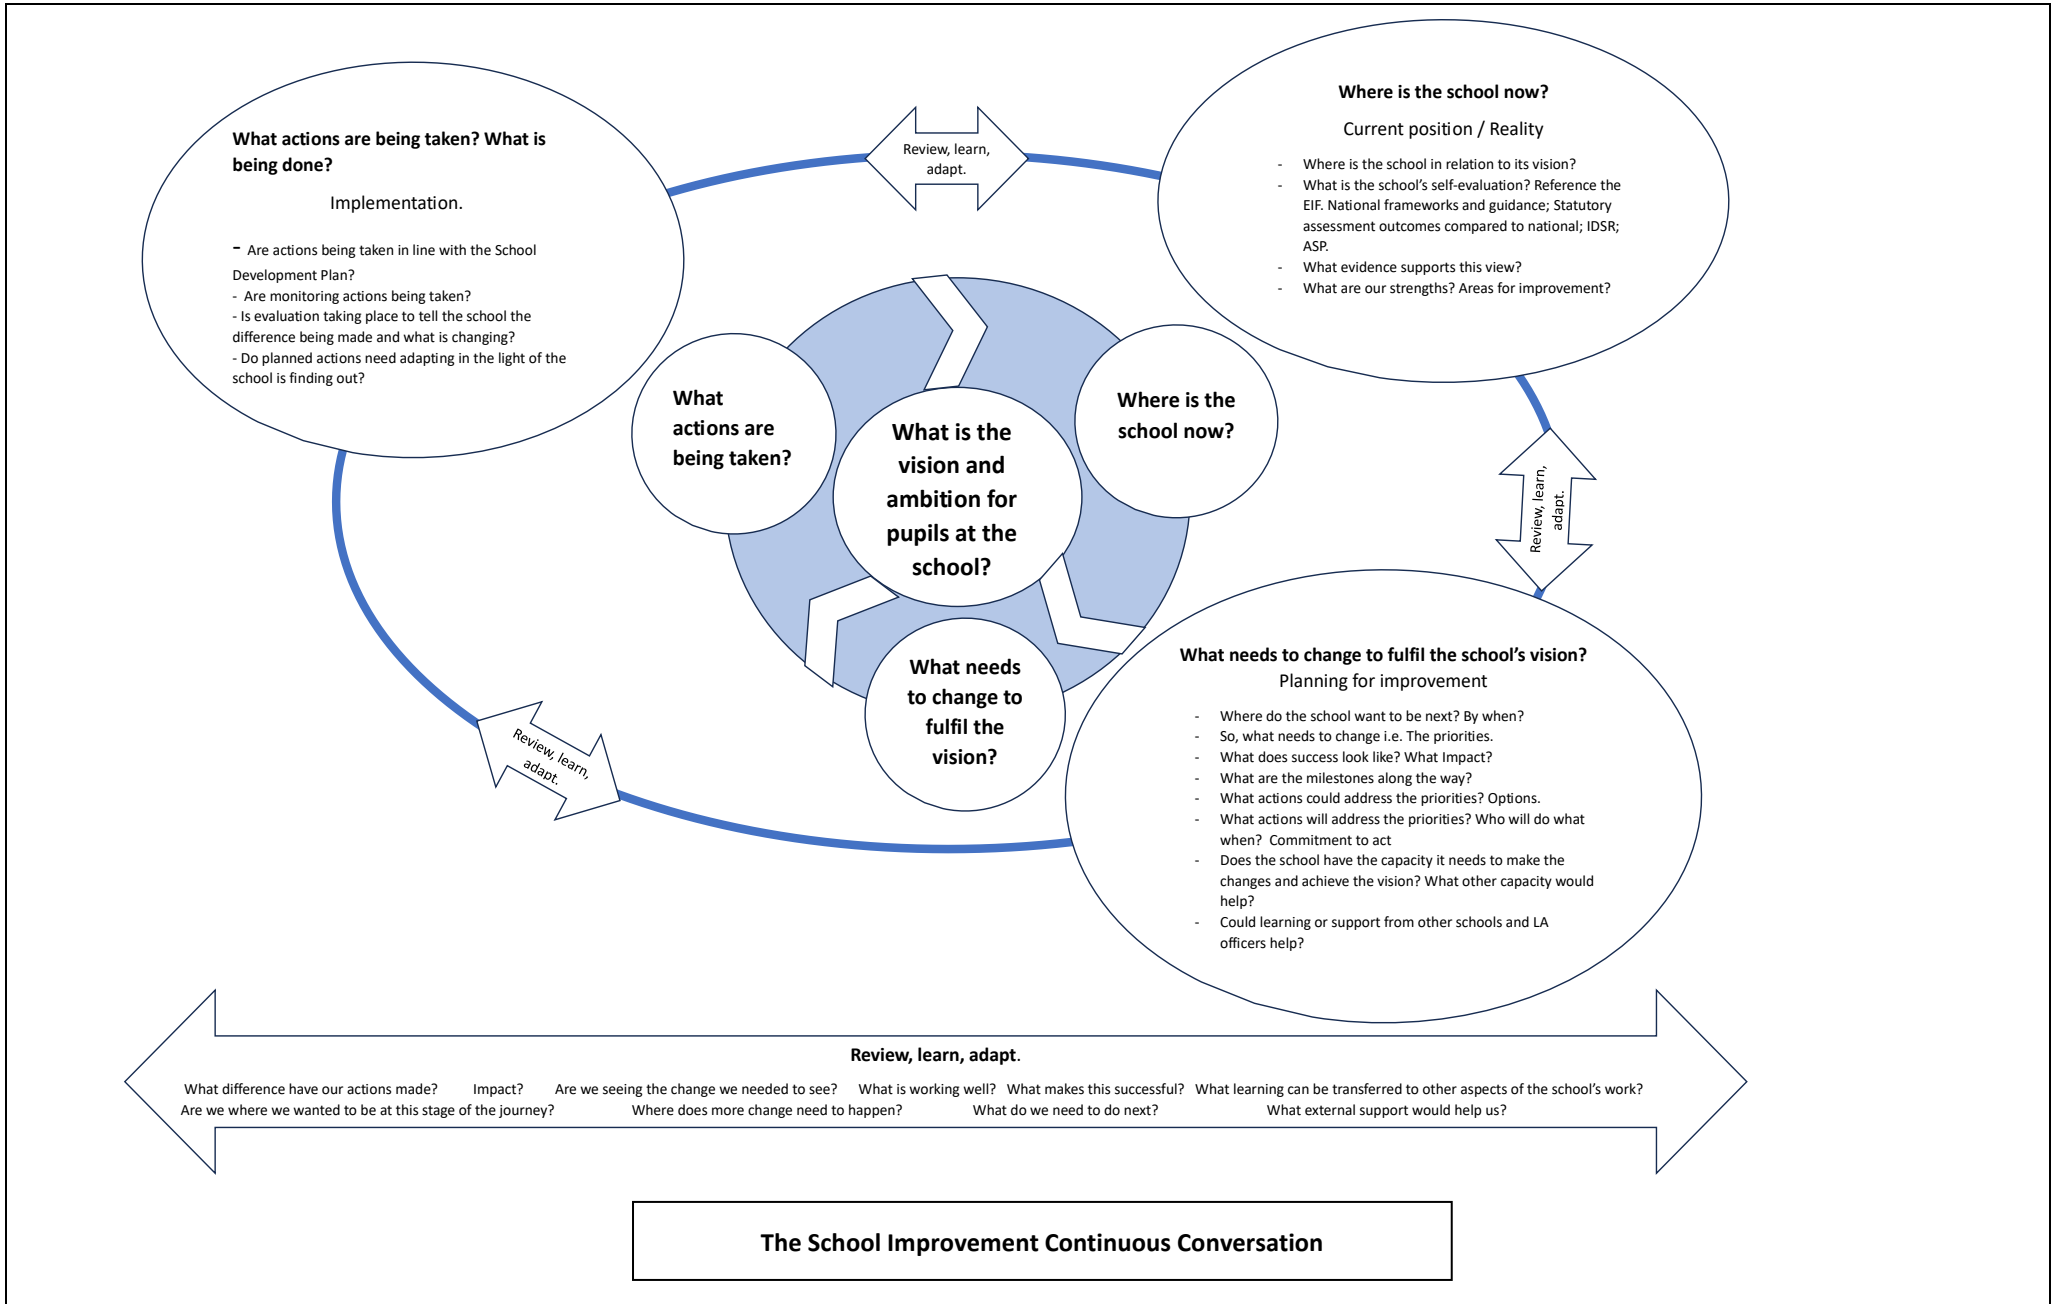 What actions are being taken? What is
being done?
Implementation.
- Are actions being taken in line with the School
Development Plan?
- Are monitoring actions being taken?
- Is evaluation taking place to tell the school the
difference being made and what is changing?
- Do planned actions need adapting in the light of the
school is finding out?
Review, learn,
adapt.
Where is the school now?
Current position / Reality
- Where is the school in relation to its vision?
- What is the school’s self-evaluation? Reference the
EIF. National frameworks and guidance; Statutory
assessment outcomes compared to national; IDSR;
ASP.
- What evidence supports this view?
- What are our strengths? Areas for improvement?
What
actions are
being taken?
What is the
vision and
ambition for
pupils at the
school?
Where is the
school now?
Review, learn,
adapt.
What needs
to change to
fulfil the
vision?
Review, learn,
adapt.
What needs to change to fulfil the school’s vision?
Planning for improvement
- Where do the school want to be next? By when?
- So, what needs to change i.e. The priorities.
- What does success look like? What Impact?
- What are the milestones along the way?
- What actions could address the priorities? Options.
- What actions will address the priorities? Who will do what
when? Commitment to act
- Does the school have the capacity it needs to make the
changes and achieve the vision? What other capacity would
help?
- Could learning or support from other schools and LA
officers help?
Review, learn, adapt.
What difference have our actions made? Impact? Are we seeing the change we needed to see? What is working well? What makes this successful? What learning can be transferred to other aspects of the school’s work?
Are we where we wanted to be at this stage of the journey? Where does more change need to happen? What do we need to do next? What external support would help us?
The School Improvement Continuous Conversation